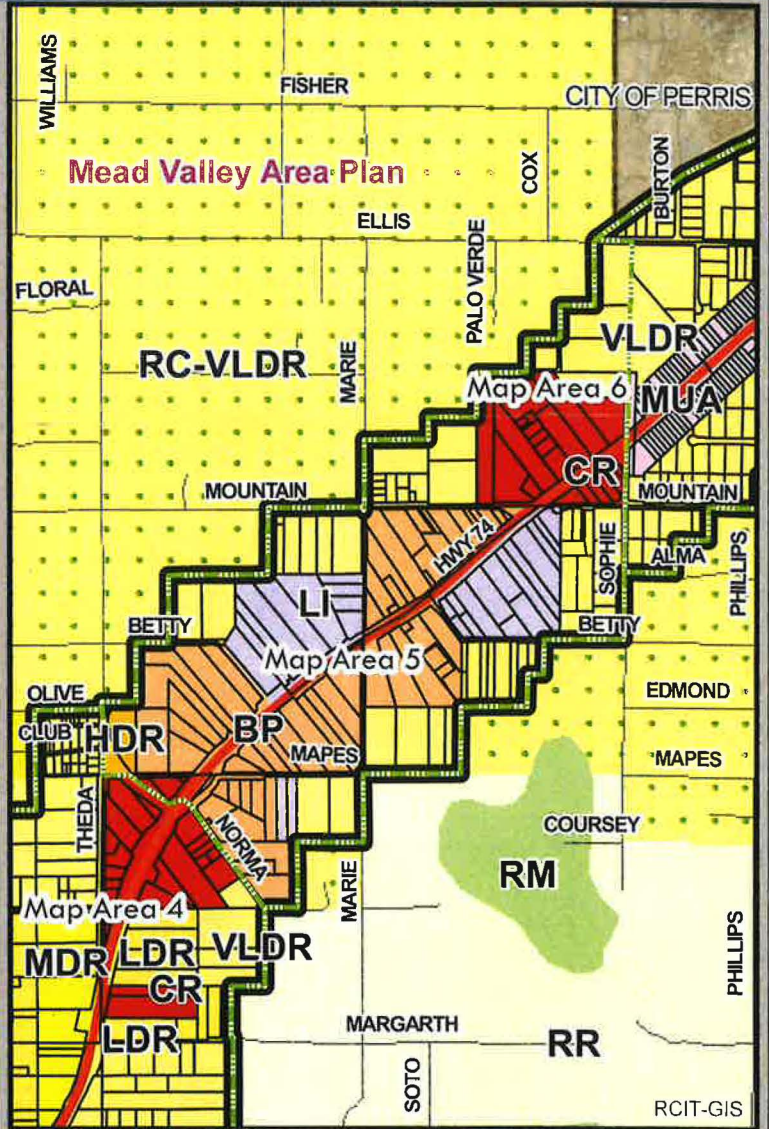 WILLIAMS
FISHER
CITY OF PERRIS
Mead Valley Area Plan
COX
BURTON
ELLIS
PALO VERDE
FLORAL
VLDR
RC-VLDR
MARIE
Map Area 6
MUA
CR
MOUNTAIN
MOUNTAIN
HWY 74
SOPHIE
ALMA
PHILLIPS
LI
BETTY
BETTY
Map Area 5
OLIVE
EDMOND
CLUB
HDR
BP
MAPES
MAPES
THEDA
NORMA
COURSEY
RM
MARIE
Map Area 4
MDR
LDR
VLDR
PHILLIPS
CR
LDR
MARGARTH
RR
SOTO
RCIT-GIS